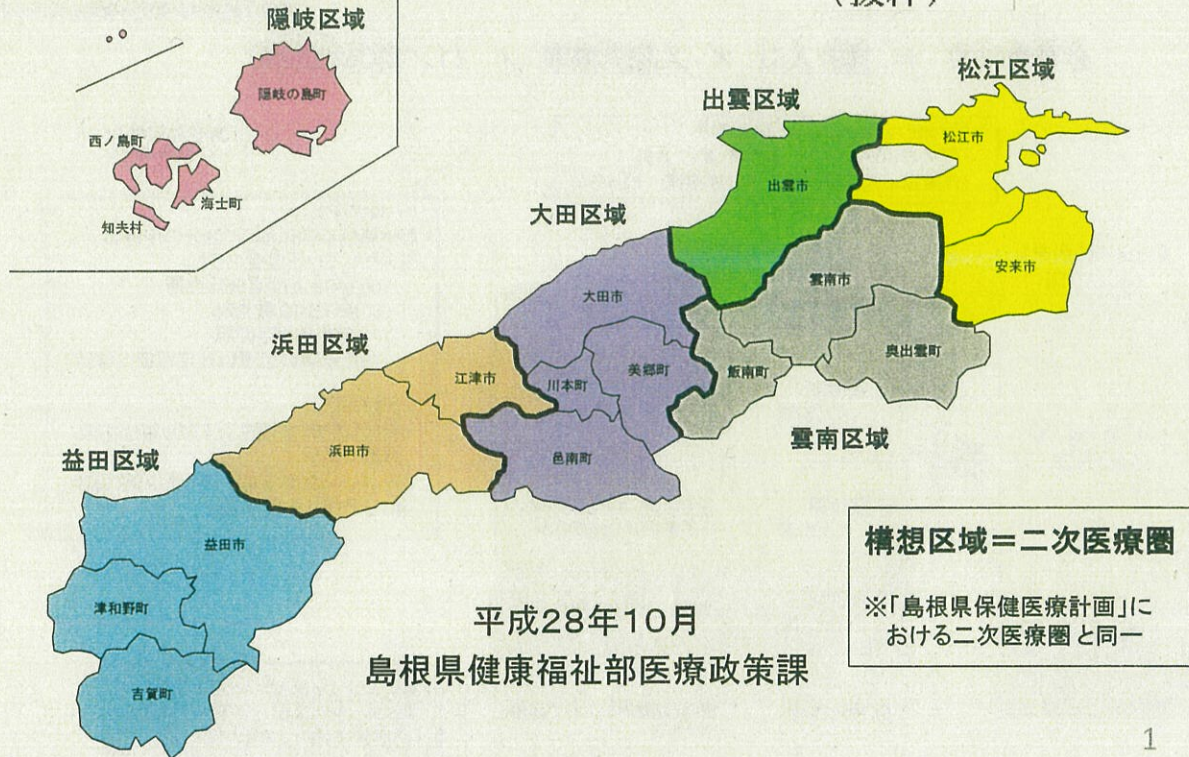 (抜粋)
隠岐区域
隠岐の島町
西ノ島町
海士町
知夫村
松江区域
松江市
安来市
出雲区域
出雲市
大田区域
大田市
川本町
美郷町
邑南町
雲南市
奥出雲町
飯南町
雲南区域
浜田区域
江津市
浜田市
益田区域
益田市
津和野町
吉賀町
構想区域=二次医療圏
※「島根県保健医療計画」に
おける二次医療圏と同一
平成28年10月
島根県健康福祉部医療政策課
1